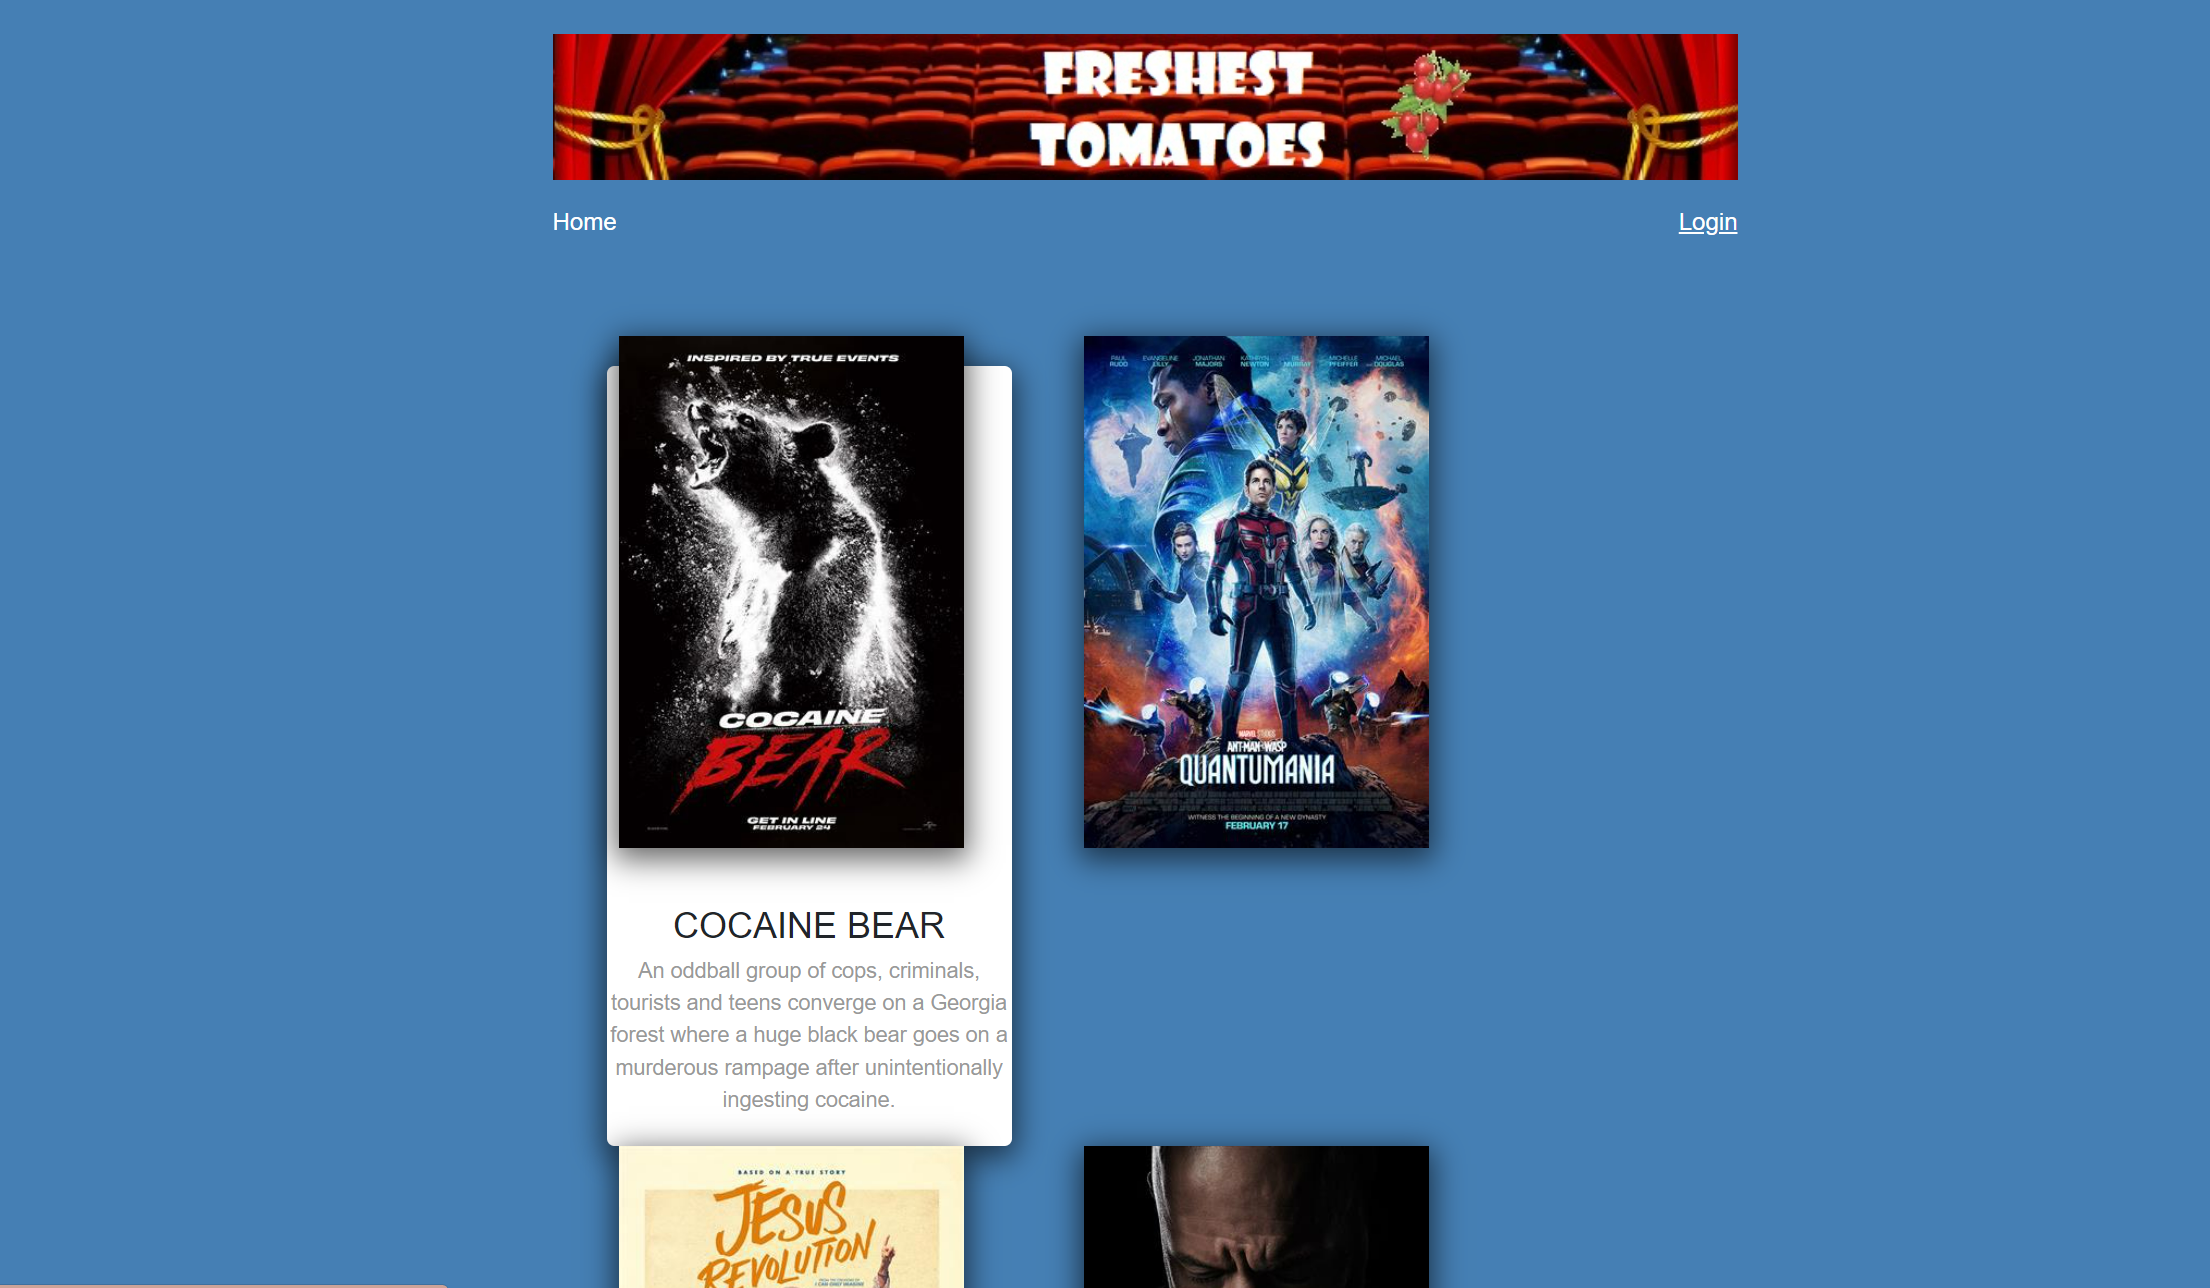 FRESHEST
TOMATOES
Home
Login
INSPIRED BY TRUE EVENTS
COCAINE
BEAR
GET IN LINE
FEBRUARY 24
PAUL RUDD EVANGELINE LILLY JONATHAN MAJORS KATHRYN NEWTON BILL MURRAY MICHELLE PFEIFFER MICHAEL DOUGLAS
MARVEL STUDIOS
ANT-MAN AND THE WASP
QUANTUMANIA
WITNESS THE BEGINNING OF A NEW DYNASTY
FEBRUARY 17
COCAINE BEAR
An oddball group of cops, criminals,
tourists and teens converge on a Georgia
forest where a huge black bear goes on a
murderous rampage after unintentionally
ingesting cocaine.
BASED ON A TRUE STORY
JESUS
REVOLUTION